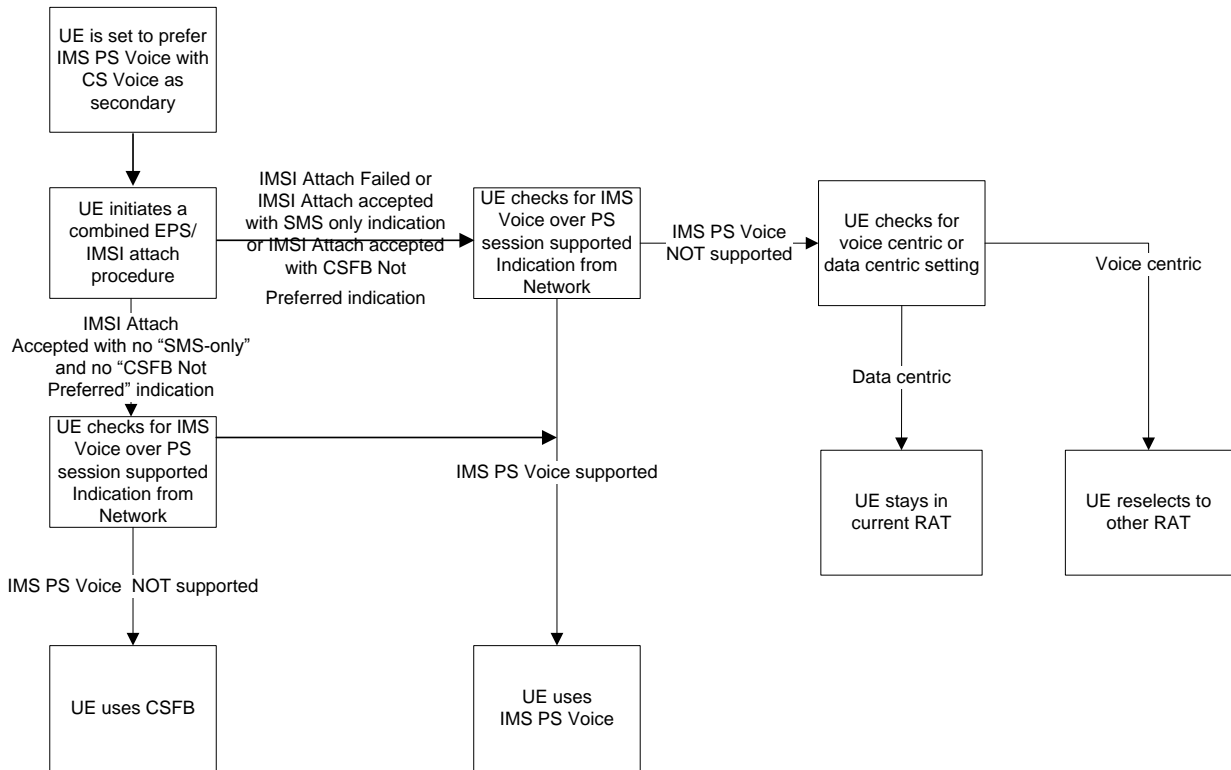 UE is set to prefer
IMS PS Voice with
CS Voice as
secondary
UE initiates a
combined EPS/
IMSI attach
procedure
IMSI Attach Failed or
IMSI Attach accepted
with SMS only indication
or IMSI Attach accepted
with CSFB Not
Preferred indication
UE checks for IMS
Voice over PS
session supported
Indication from
Network
IMS PS Voice
NOT supported
UE checks for
voice centric or
data centric setting
Voice centric
IMSI Attach
Accepted with no “SMS-only”
and no “CSFB Not
Preferred” indication
Data centric
UE checks for IMS
Voice over PS
session supported
Indication from
Network
IMS PS Voice supported
UE stays in
current RAT
UE reselects to
other RAT
IMS PS Voice NOT supported
UE uses CSFB
UE uses
IMS PS Voice